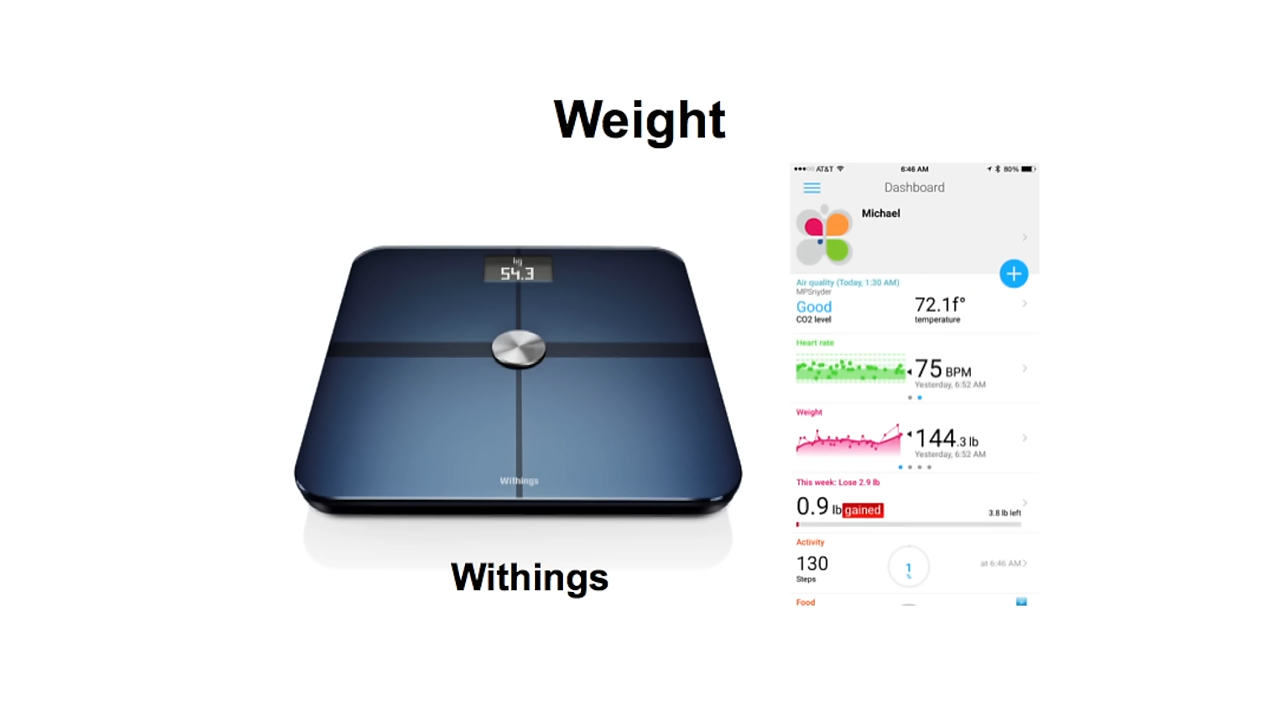 Weight
kg
54.3
Withings
Withings
AT&T 6:46 AM 80%
Dashboard
Michael
Air quality (Today, 1:30 AM)
MPSnyder
Good 72.1f°
CO2 level temperature
Heart rate
75 BPM
Yesterday, 6:52 AM
Weight
144.3 lb
Yesterday, 6:52 AM
This week: Lose 2.9 lb
0.9 lb gained 3.8 lb left
Activity
130 at 6:46 AM
Steps
1
%
Food